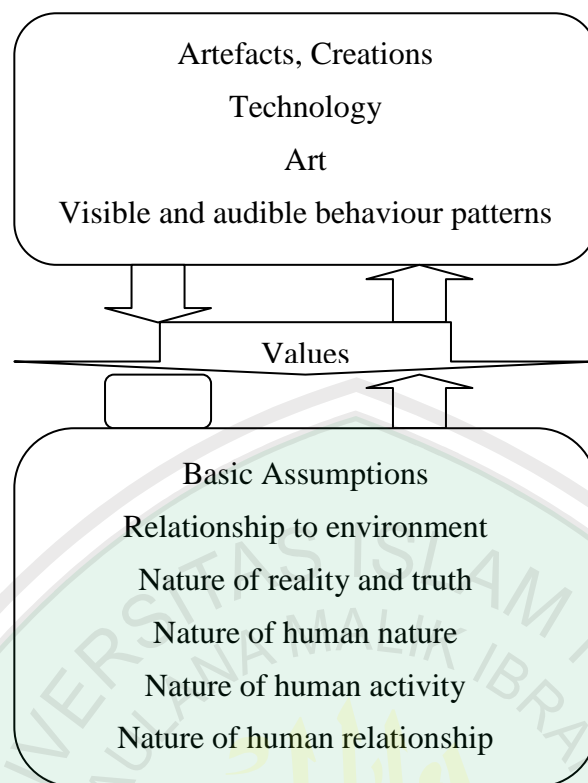 Artefacts, Creations
Technology
Art
Visible and audible behaviour patterns
Values
Basic Assumptions
Relationship to environment
Nature of reality and truth
Nature of human nature
Nature of human activity
Nature of human relationship